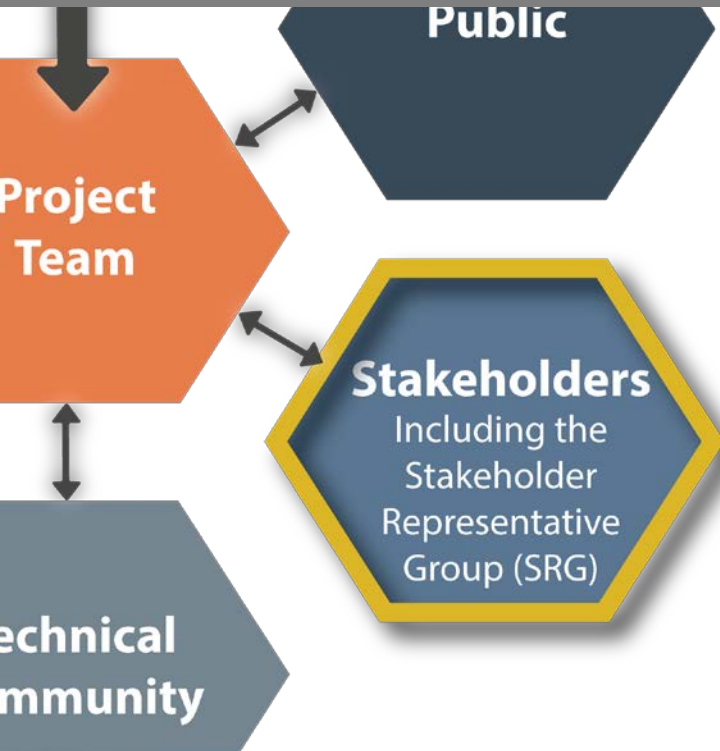 Public
Project
Team
Stakeholders
Including the
Stakeholder
Representative
Group (SRG)
echnical
mmunity